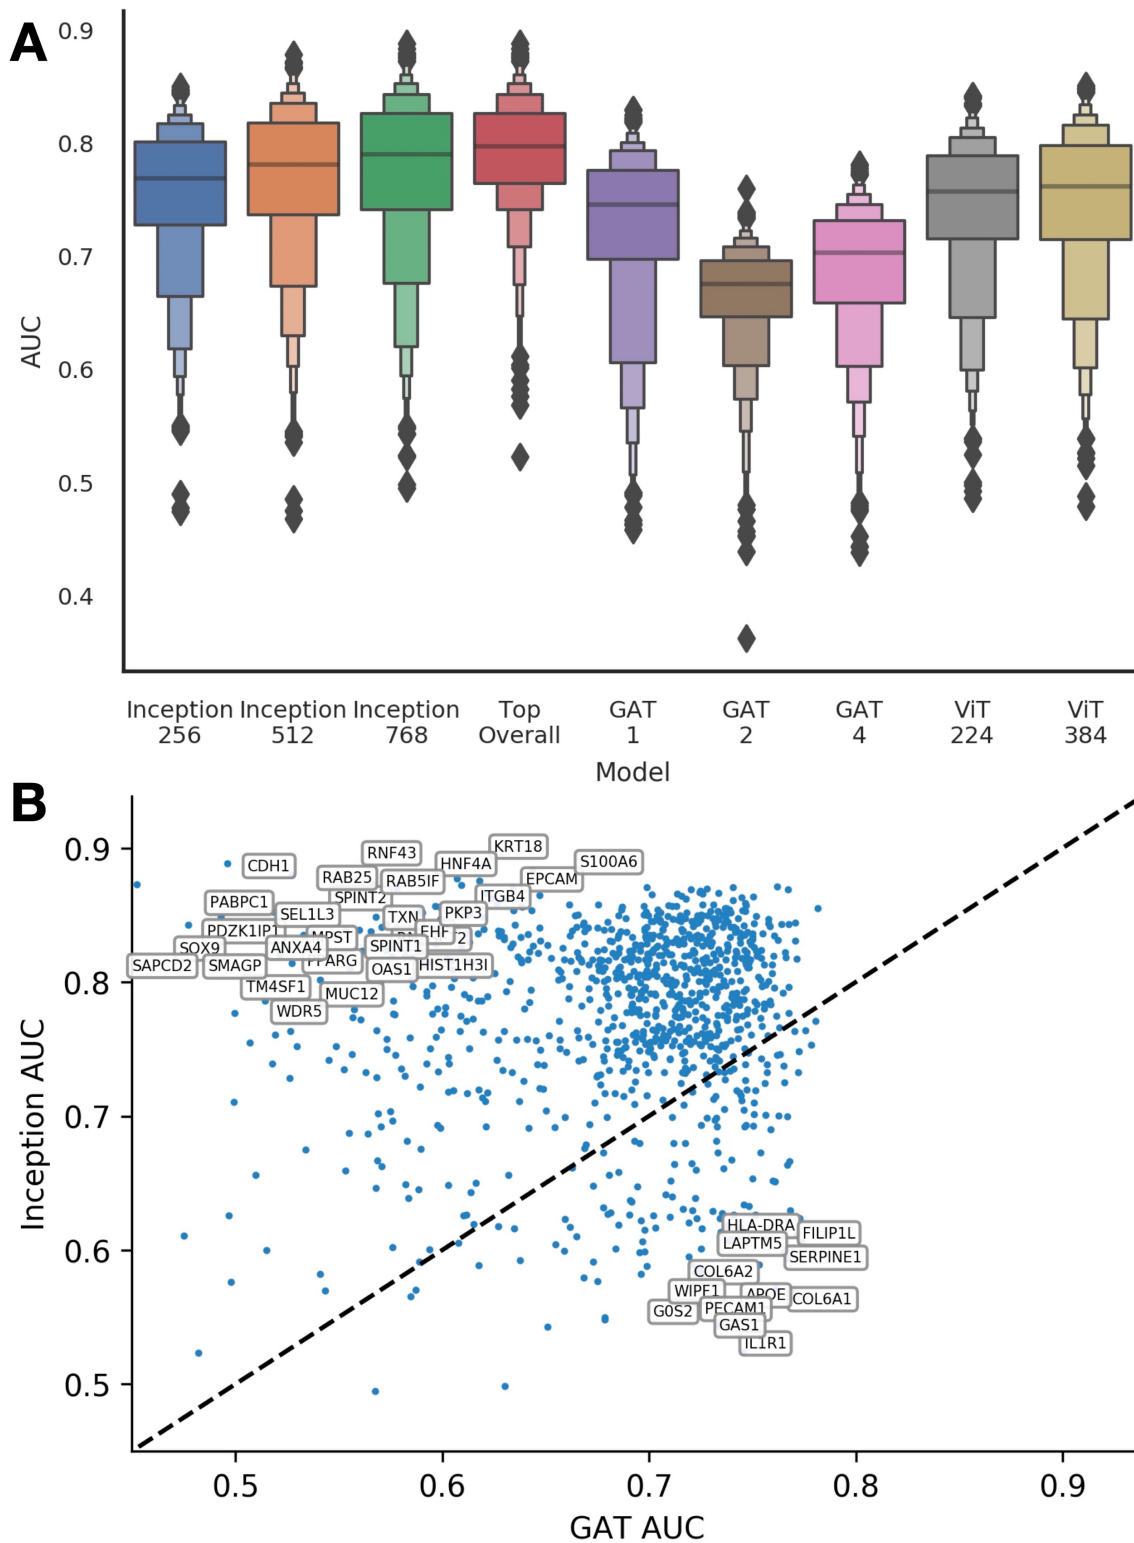 A
0.9
0.8
0.7
0.6
0.5
0.4
AUC
Inception Inception Inception Top GAT GAT GAT ViT ViT
256 512 768 Overall 1 2 4 224 384
Model
B
0.9
0.8
0.7
0.6
0.5
Inception AUC
KRT18
RNF43
CDH1 HNF4A S100A6
RAB25 RAB5IF EPCAM
SPINT2 ITGB4
PABPC1
SEL1L3 TXN PKP3
PDZK1IP1 EHF
SOX9 ANXA4 SPINT1
SAPCD2 SMAGP OAS1 HIST1H3I
TM4SF1 MUC12
WDR5
HLA-DRA FILIP1L
LAPTM5 SERPINE1
COL6A2
WIPF1 APOE COL6A1
G0S2 PECAM1
GAS1
IL1R1
0.5 0.6 0.7 0.8 0.9
GAT AUC